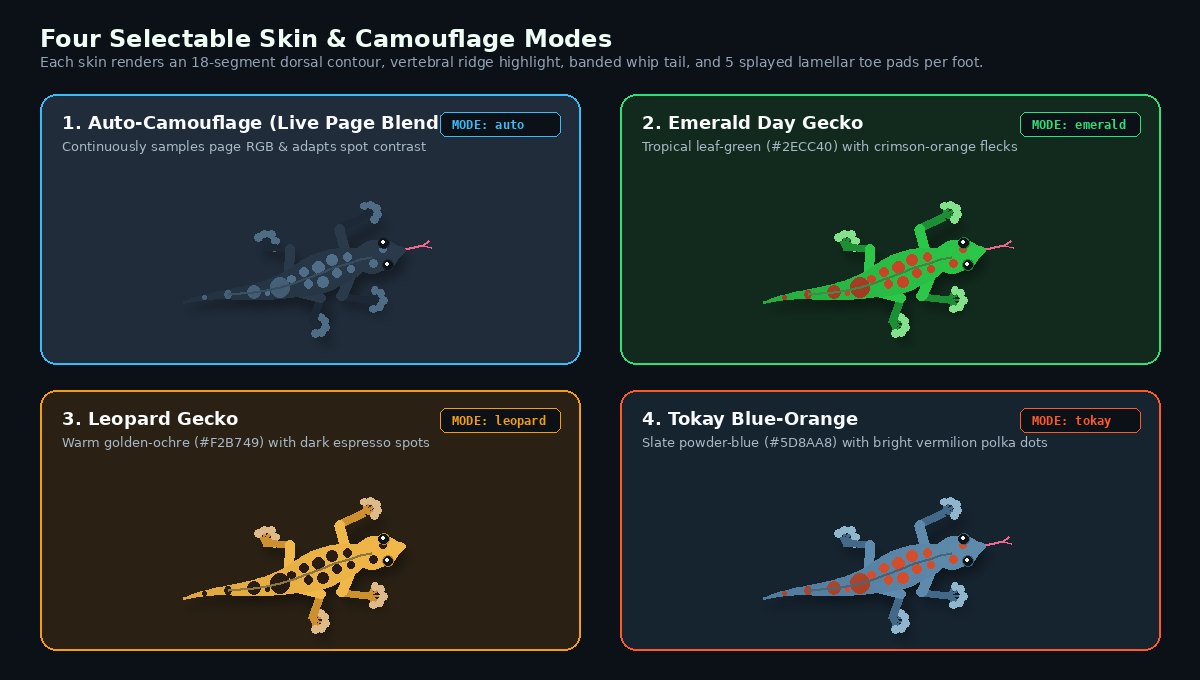 Four Selectable Skin & Camouflage Modes
Each skin renders an 18-segment dorsal contour, vertebral ridge highlight, banded whip tail, and 5 splayed lamellar toe pads per foot.
1. Auto-Camouflage (Live Page Blend
MODE: auto
Continuously samples page RGB & adapts spot contrast
2. Emerald Day Gecko
MODE: emerald
Tropical leaf-green (#2ECC40) with crimson-orange flecks
3. Leopard Gecko
MODE: leopard
Warm golden-ochre (#F2B749) with dark espresso spots
4. Tokay Blue-Orange
MODE: tokay
Slate powder-blue (#5D8AA8) with bright vermilion polka dots